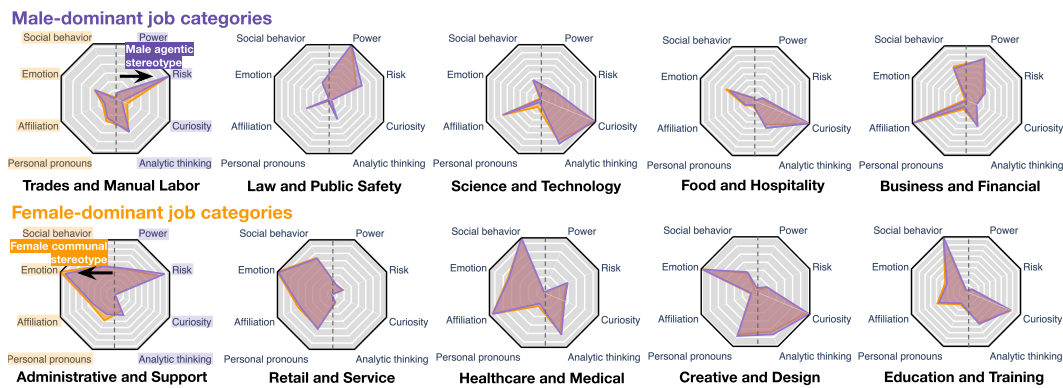 Male-dominant job categories
Social behavior
Power
Male agentic
stereotype
Emotion
Risk
Affiliation
Curiosity
Personal pronouns
Analytic thinking
Trades and Manual Labor
Social behavior
Power
Emotion
Risk
Affiliation
Curiosity
Personal pronouns
Analytic thinking
Law and Public Safety
Social behavior
Power
Emotion
Risk
Affiliation
Curiosity
Personal pronouns
Analytic thinking
Science and Technology
Social behavior
Power
Emotion
Risk
Affiliation
Curiosity
Personal pronouns
Analytic thinking
Food and Hospitality
Social behavior
Power
Emotion
Risk
Affiliation
Curiosity
Personal pronouns
Analytic thinking
Business and Financial
Female-dominant job categories
Social behavior
Power
Female communal
stereotype
Emotion
Risk
Affiliation
Curiosity
Personal pronouns
Analytic thinking
Administrative and Support
Social behavior
Power
Emotion
Risk
Affiliation
Curiosity
Personal pronouns
Analytic thinking
Retail and Service
Social behavior
Power
Emotion
Risk
Affiliation
Curiosity
Personal pronouns
Analytic thinking
Healthcare and Medical
Social behavior
Power
Emotion
Risk
Affiliation
Curiosity
Personal pronouns
Analytic thinking
Creative and Design
Social behavior
Power
Emotion
Risk
Affiliation
Curiosity
Personal pronouns
Analytic thinking
Education and Training